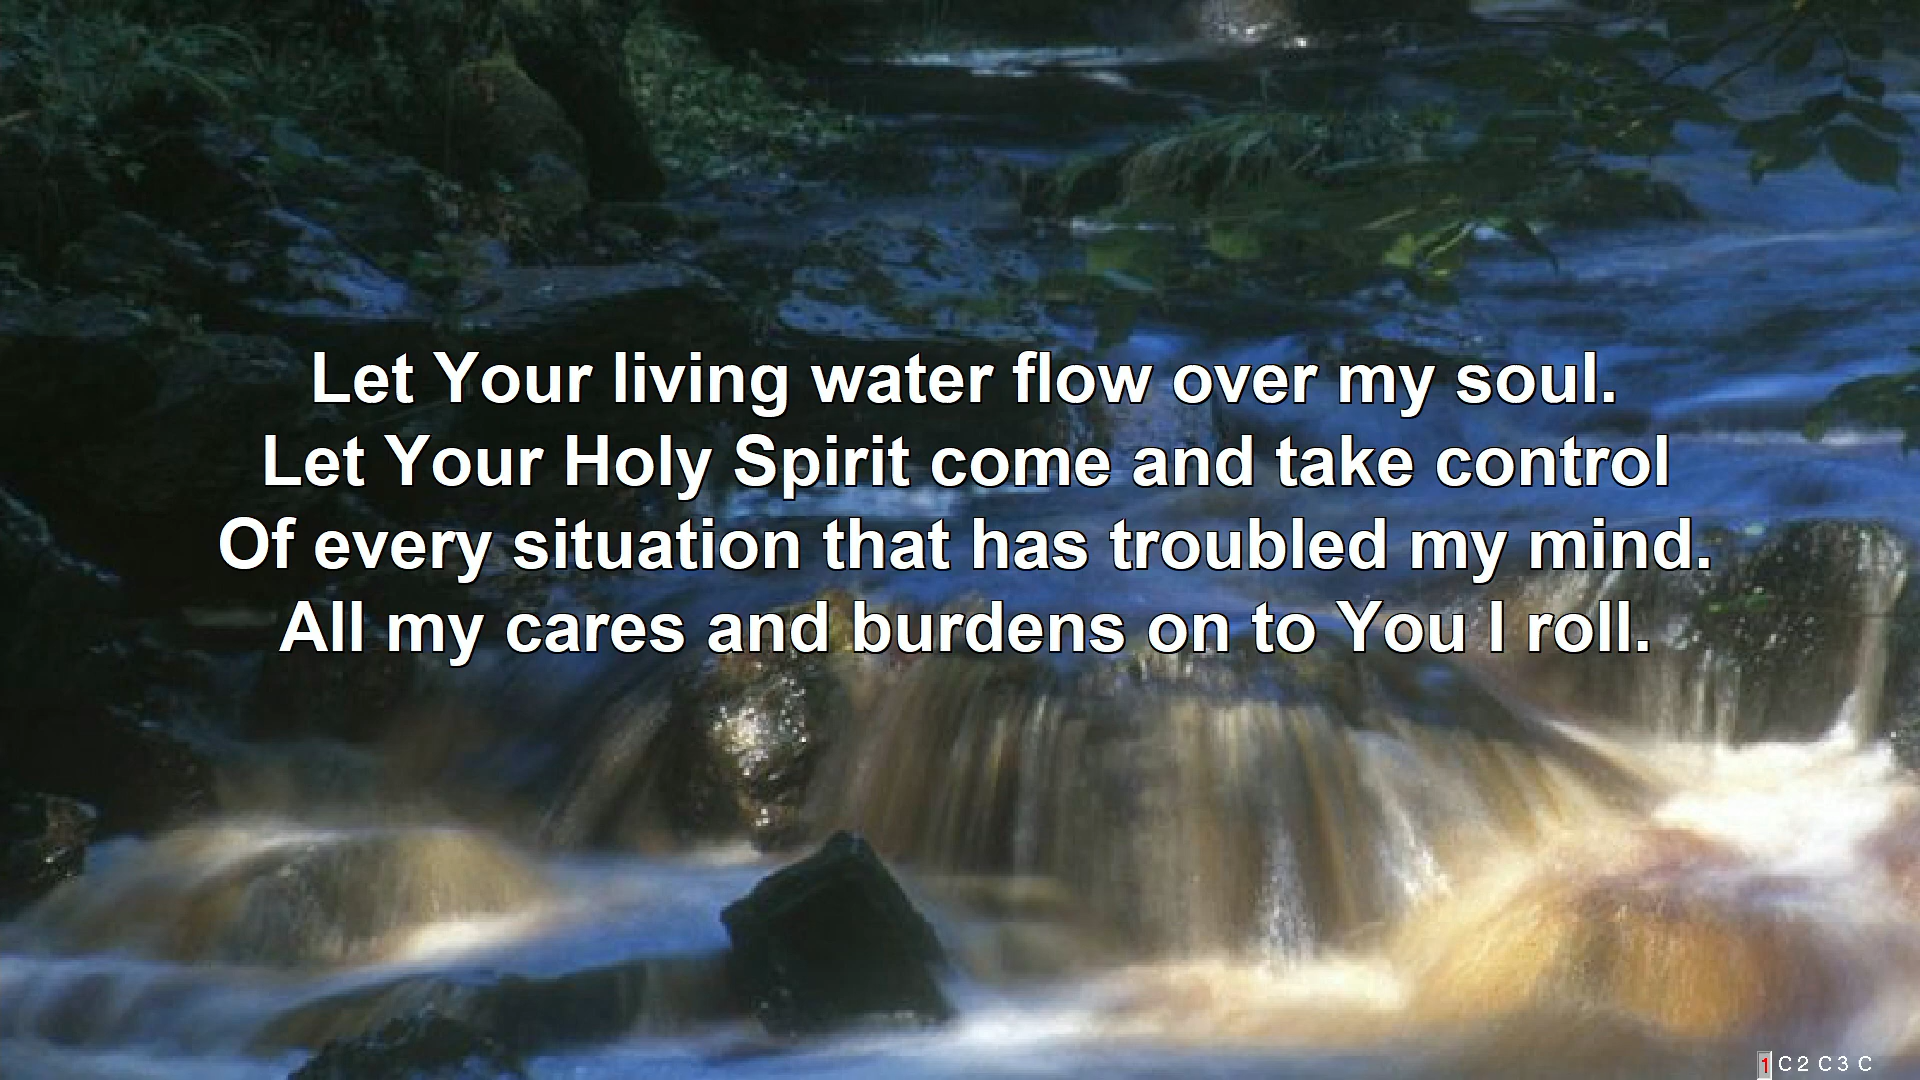 Let Your living water flow over my soul.
Let Your Holy Spirit come and take control
Of every situation that has troubled my mind.
All my cares and burdens on to You I roll.
1 C 2 C 3 C